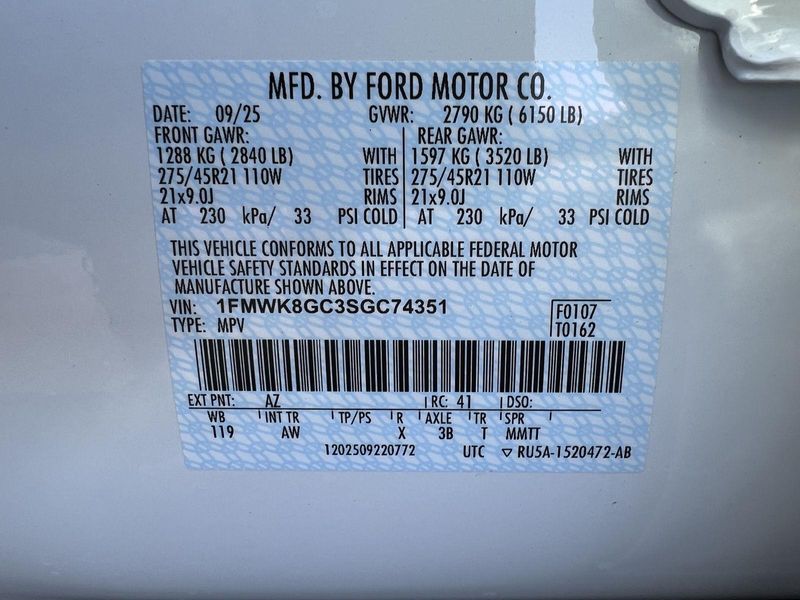 MFD. BY FORD MOTOR CO.
DATE: 09/25 GVWR: 2790 KG ( 6150 LB)
FRONT GAWR: REAR GAWR:
1288 KG ( 2840 LB) WITH 1597 KG ( 3520 LB) WITH
275/45R21 110W TIRES 275/45R21 110W TIRES
21x9.0J RIMS 21x9.0J RIMS
AT 230 kPa/ 33 PSI COLD AT 230 kPa/ 33 PSI COLD
THIS VEHICLE CONFORMS TO ALL APPLICABLE FEDERAL MOTOR
VEHICLE SAFETY STANDARDS IN EFFECT ON THE DATE OF
MANUFACTURE SHOWN ABOVE.
VIN: 1FMWK8GC3SGC74351 F0107
TYPE: MPV T0162
EXT PNT: AZ RC: 41 DSO:
WB INT TR TP/PS R AXLE TR SPR
119 AW X 3B T MMTT
1202509220772 UTC ▽ RU5A-1520472-AB